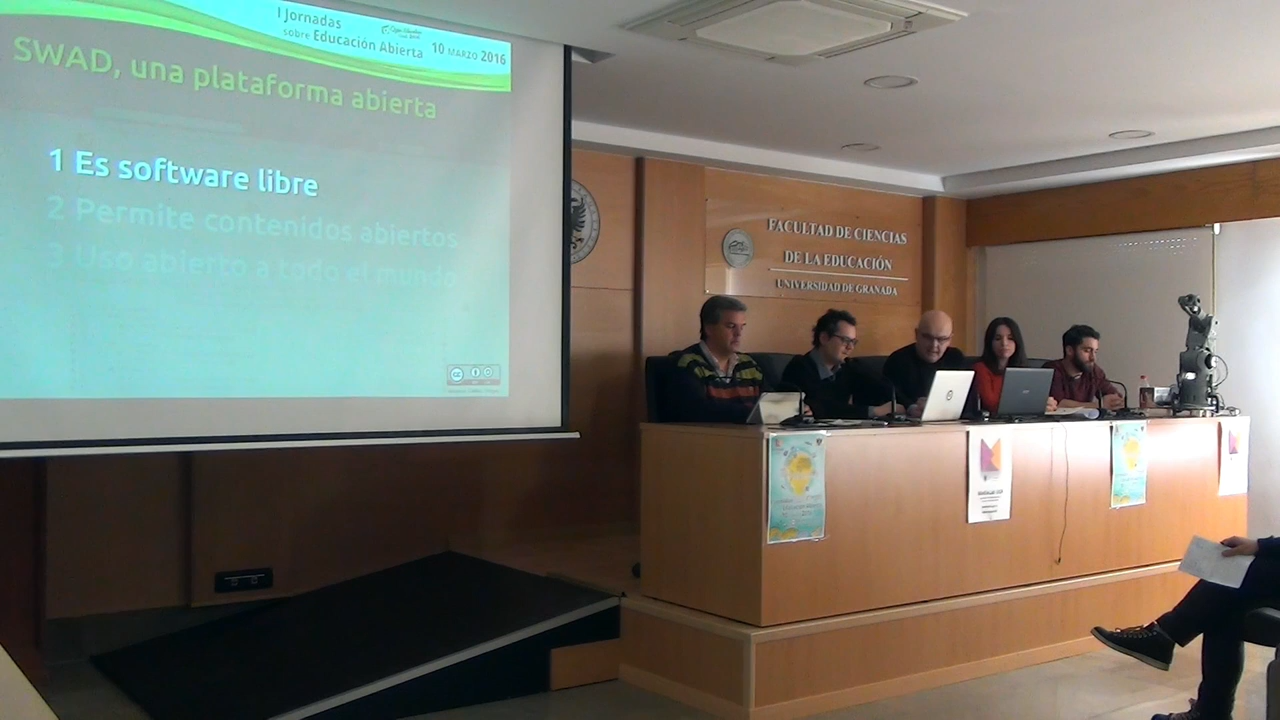 I Jornadas
sobre Educación Abierta 10 MARZO 2016
SWAD, una plataforma abierta
1 Es software libre
2 Permite contenidos abiertos
3 Uso abierto a todo el mundo
FACULTAD DE CIENCIAS
DE LA EDUCACIÓN
UNIVERSIDAD DE GRANADA